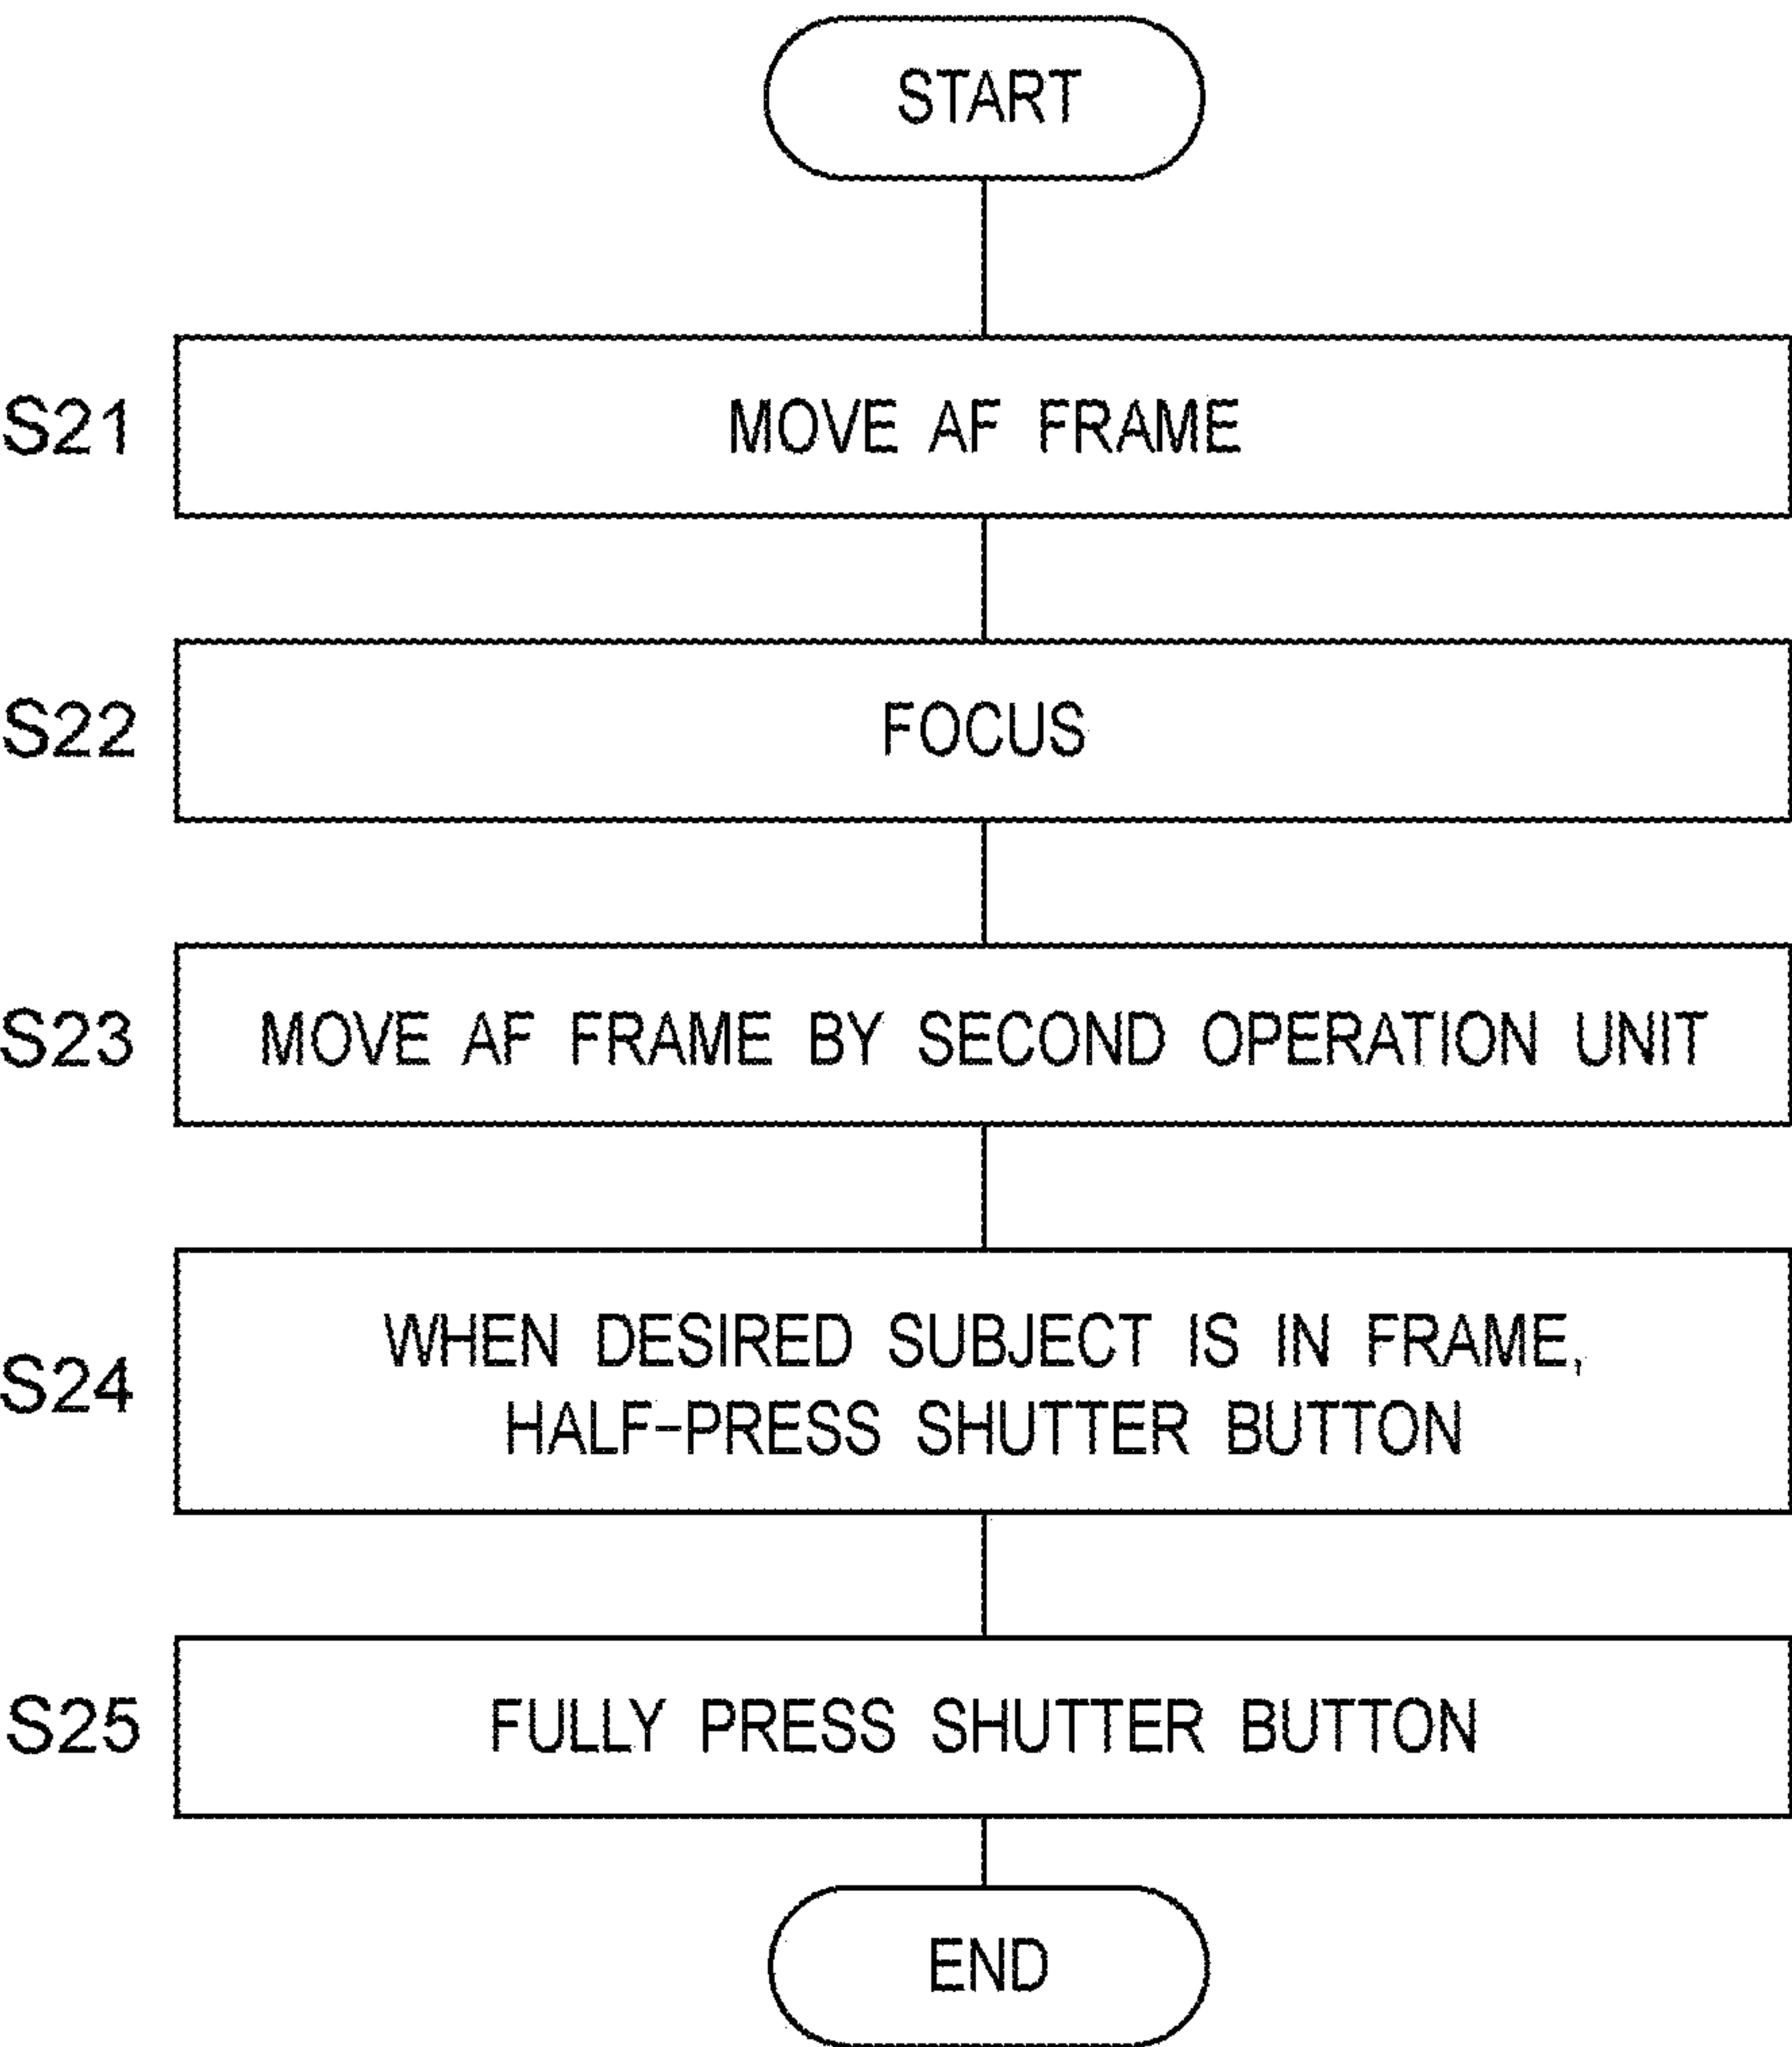 START
S21
MOVE AF FRAME
S22
FOCUS
S23
MOVE AF FRAME BY SECOND OPERATION UNIT
S24
WHEN DESIRED SUBJECT IS IN FRAME,
HALF-PRESS SHUTTER BUTTON
S25
FULLY PRESS SHUTTER BUTTON
END